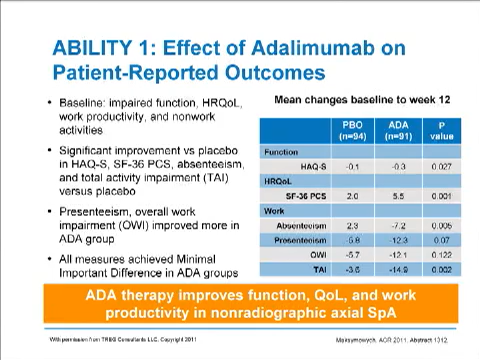 ABILITY 1: Effect of Adalimumab on
Patient-Reported Outcomes
• Baseline: impaired function, HRQoL,
work productivity, and nonwork
activities
• Significant improvement vs placebo
in HAQ-S, SF-36 PCS, absenteeism,
and total activity impairment (TAI)
versus placebo
• Presenteeism, overall work
impairment (OWI) improved more in
ADA group
• All measures achieved Minimal
Important Difference in ADA groups
Mean changes baseline to week 12
PBO (n=94) ADA (n=91) P value
Function
HAQ-S -0.1 -0.3 0.027
HRQoL
SF-36 PCS 2.0 5.5 0.001
Work
Absenteeism 2.3 -7.2 0.005
Presenteeism -5.8 -12.3 0.07
OWI -5.7 -12.1 0.122
TAI -3.6 -14.9 0.002
ADA therapy improves function, QoL, and work
productivity in nonradiographic axial SpA
With permission from TRBG Consultants LLC. Copyright 2011
Maksymowych. ACR 2011. Abstract 1312.